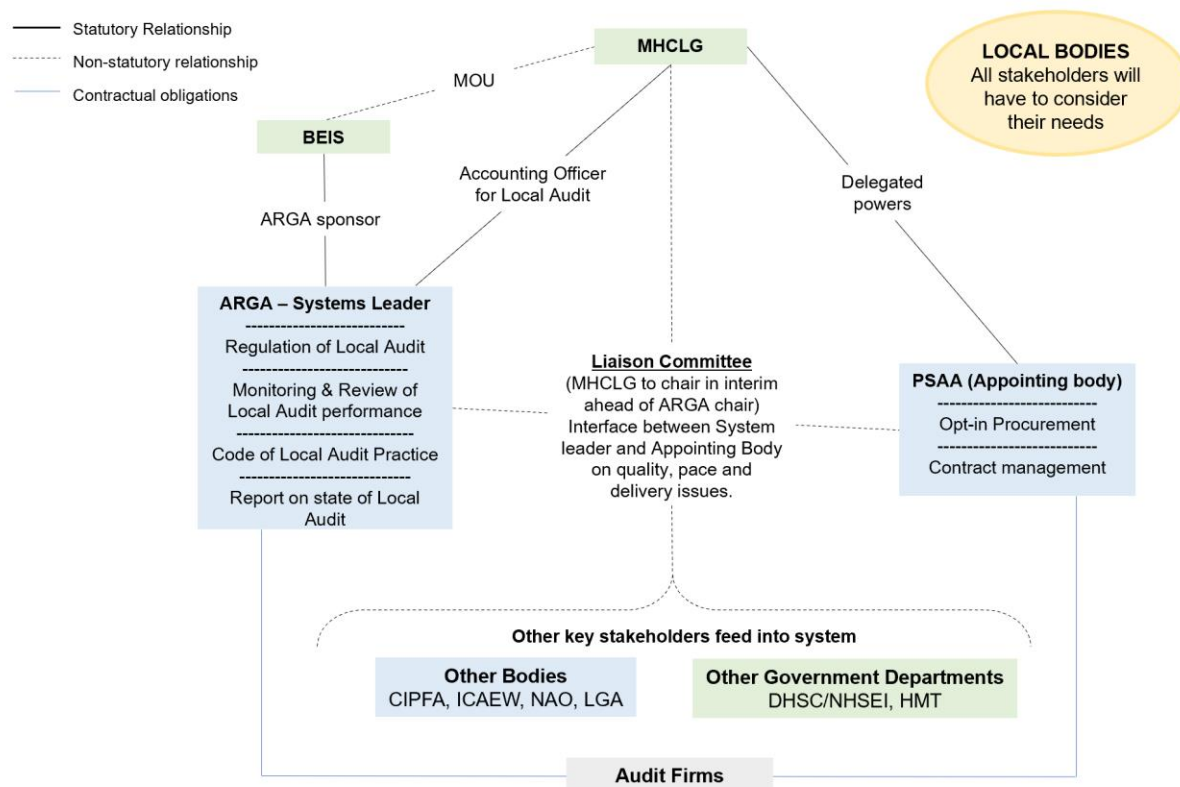 Statutory Relationship
Non-statutory relationship
Contractual obligations
MHCLG
MOU
BEIS
LOCAL BODIES
All stakeholders will
have to consider
their needs
Accounting Officer
for Local Audit
Delegated
powers
ARGA sponsor
ARGA – Systems Leader
---------------------------
Regulation of Local Audit
----------------------------
Monitoring & Review of
Local Audit performance
------------------------------
Code of Local Audit Practice
-----------------------------
Report on state of Local
Audit
Liaison Committee
(MHCLG to chair in interim
ahead of ARGA chair)
Interface between System
leader and Appointing Body
on quality, pace and
delivery issues.
PSAA (Appointing body)
---------------------------
Opt-in Procurement
---------------------------
Contract management
Other key stakeholders feed into system
Other Bodies
CIPFA, ICAEW, NAO, LGA
Other Government Departments
DHSC/NHSEI, HMT
Audit Firms